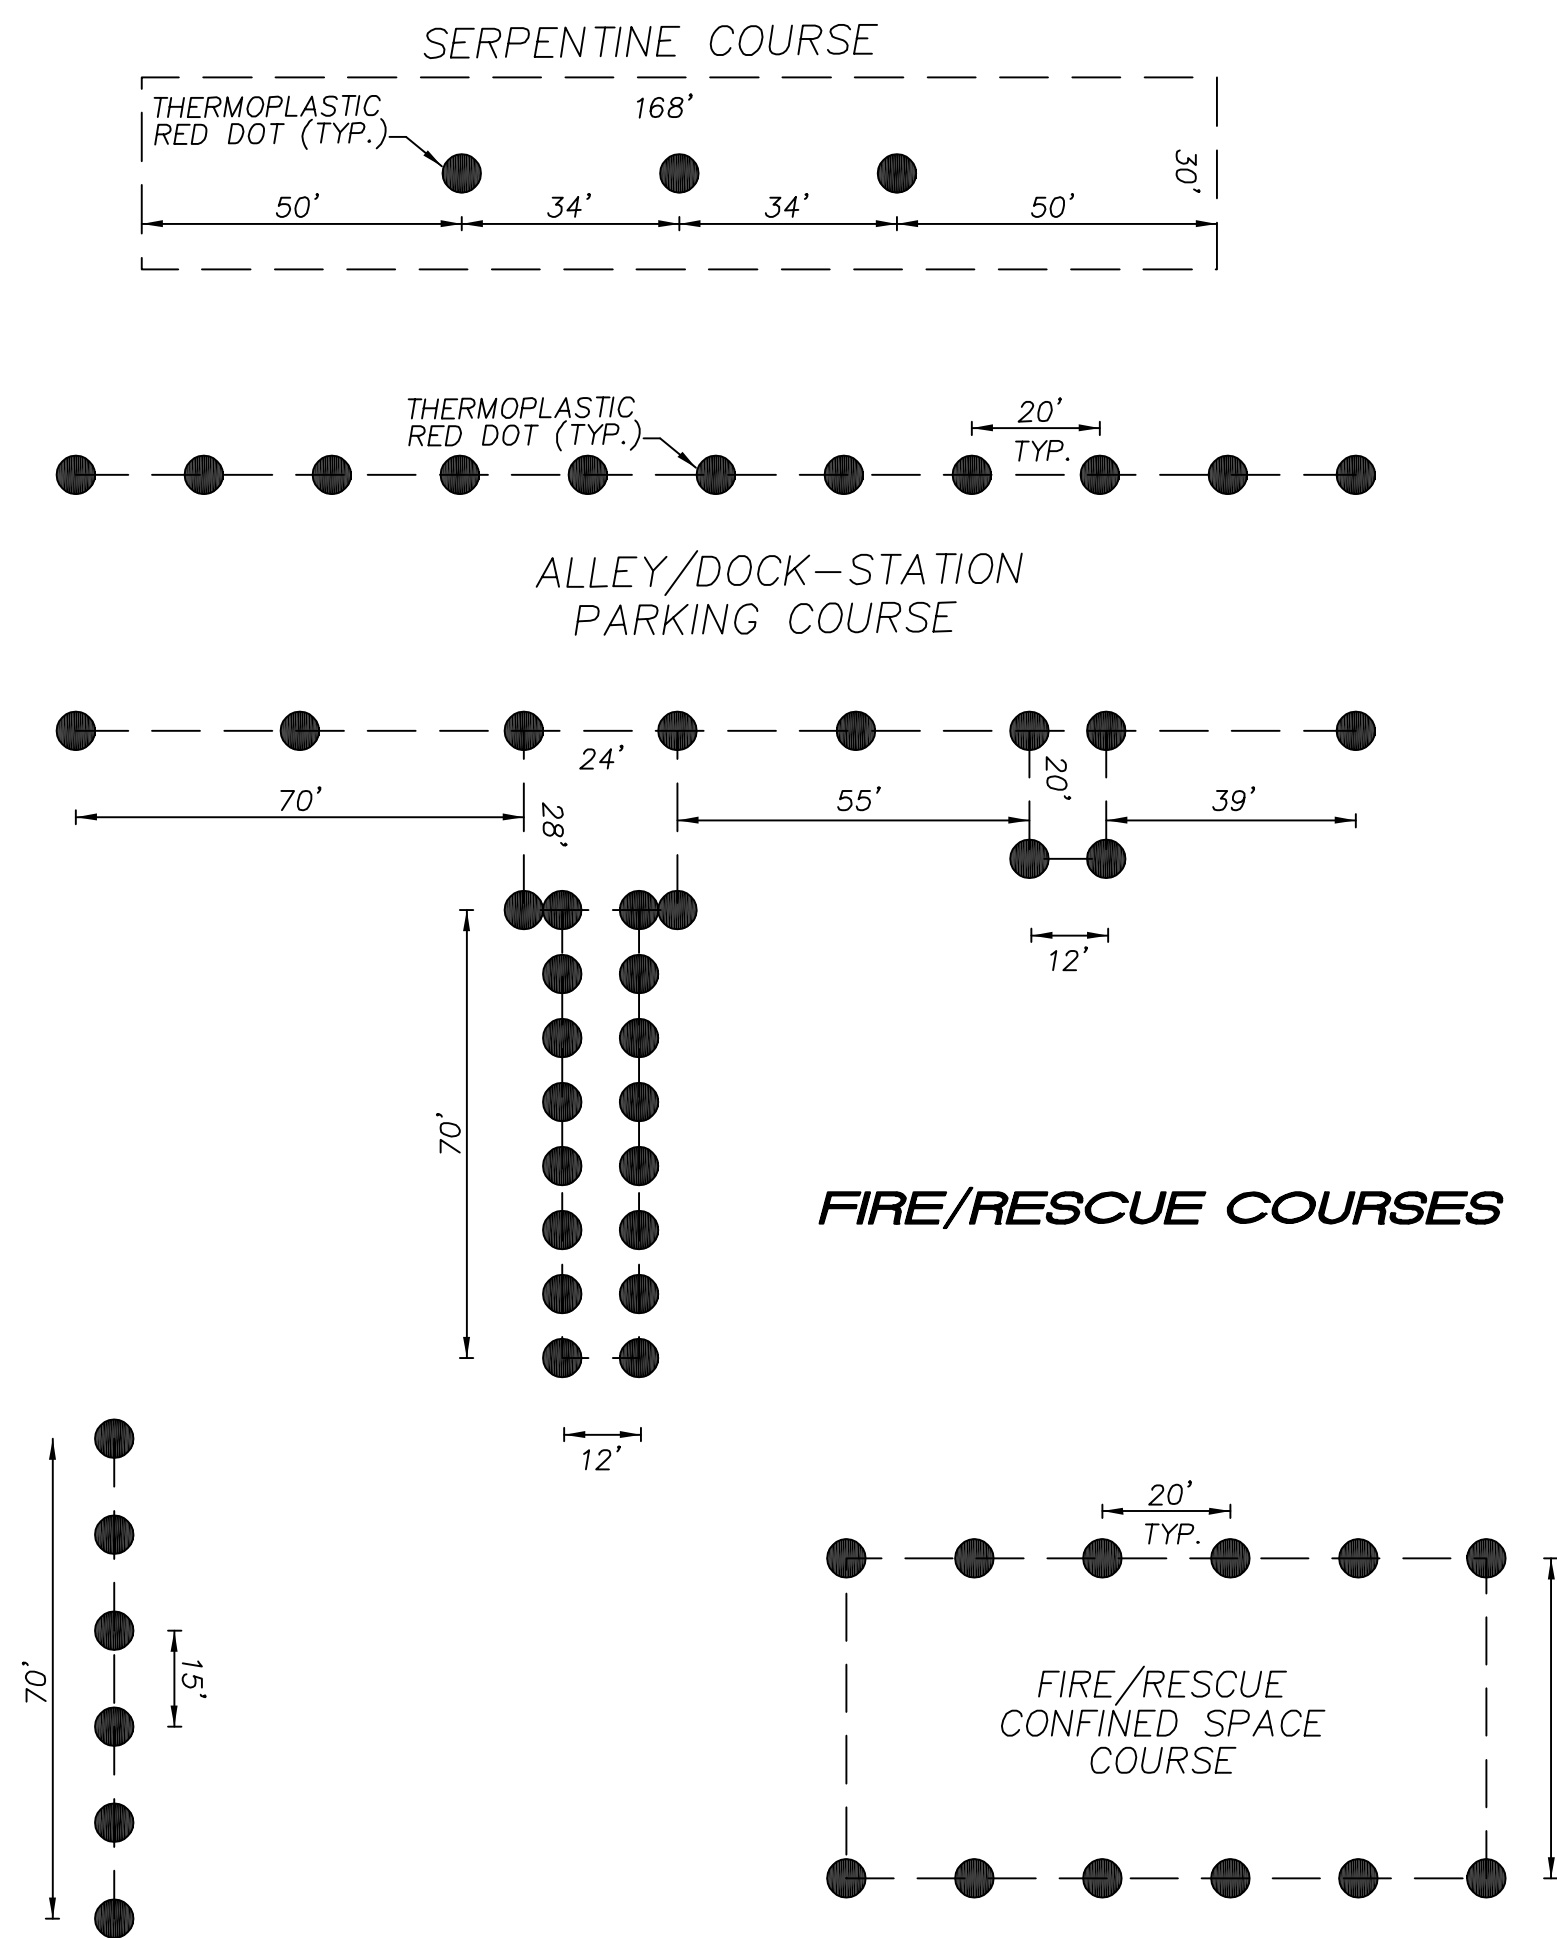 SERPENTINE COURSE
THERMOPLASTIC
RED DOT (TYP.)
168'
30'
50'
34'
34'
50'
THERMOPLASTIC
RED DOT (TYP.)
20'
TYP.
ALLEY/DOCK-STATION
PARKING COURSE
24'
20'
70'
28'
55'
39'
12'
70'
FIRE/RESCUE COURSES
12'
20'
TYP.
70'
15'
FIRE/RESCUE
CONFINED SPACE
COURSE